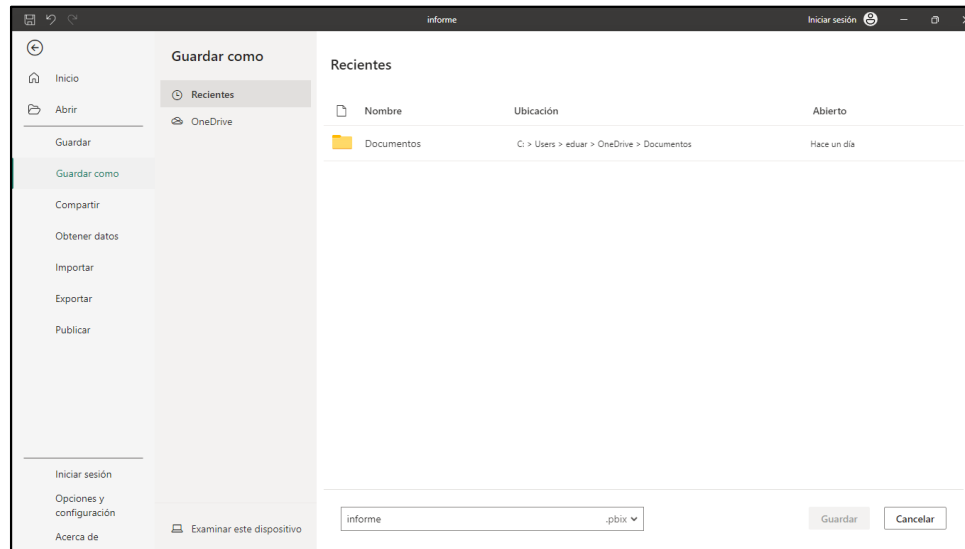 informe
Iniciar sesión
Inicio
Abrir
Guardar
Guardar como
Compartir
Obtener datos
Importar
Exportar
Publicar
Iniciar sesión
Opciones y
configuración
Acerca de
Guardar como
Recientes
OneDrive
Examinar este dispositivo
Recientes
Nombre Ubicación Abierto
Documentos C: > Users > eduar > OneDrive > Documentos Hace un día
informe .pbix
Guardar Cancelar